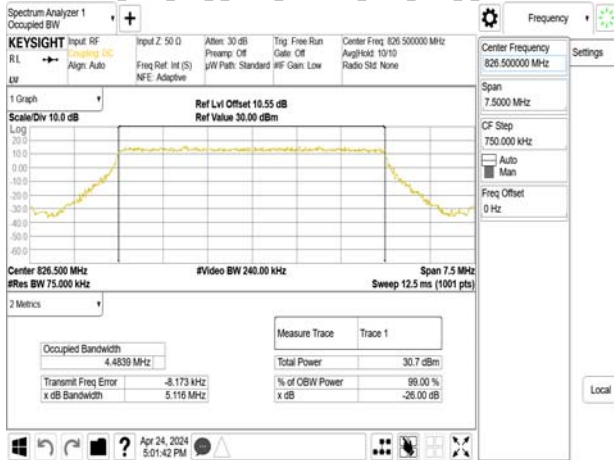 Spectrum Analyzer 1
Occupied BW
+
Frequency
KEYSIGHT
Input: RF
Coupling: DC
Align: Auto
RL
LW
Input Z: 50 Ω
Freq Ref: Int (S)
NFE: Adaptive
Atten: 30 dB
Preamp: Off
µW Path: Standard
Trig: Free Run
Gate: Off
#IF Gain: Low
Center Freq: 826.500000 MHz
Avg|Hold: 10/10
Radio Std: None
Center Frequency
826.500000 MHz
Settings
Span
7.5000 MHz
CF Step
750.000 kHz
Auto
Man
Freq Offset
0 Hz
Local
1 Graph
Scale/Div 10.0 dB
Ref Lvl Offset 10.55 dB
Ref Value 30.00 dBm
Log
20.0
10.0
0.00
-10.0
-20.0
-30.0
-40.0
-50.0
-60.0
Center 826.500 MHz
#Video BW 240.00 kHz
Span 7.5 MHz
#Res BW 75.000 kHz
Sweep 12.5 ms (1001 pts)
2 Metrics
Measure Trace Trace 1
Occupied Bandwidth
4.4839 MHz
Total Power 30.7 dBm
Transmit Freq Error -8.173 kHz
% of OBW Power 99.00 %
x dB Bandwidth 5.116 MHz
x dB -26.00 dB
?
Apr 24, 2024
5:01:42 PM